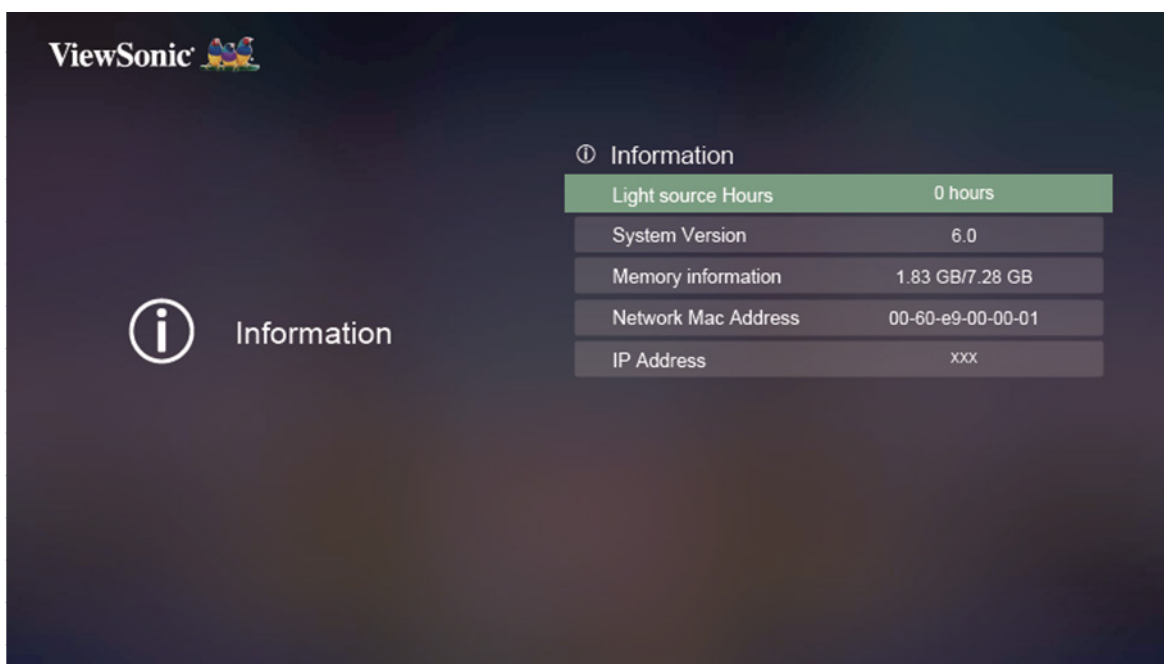 ViewSonic
Information
Information
Light source Hours 0 hours
System Version 6.0
Memory information 1.83 GB/7.28 GB
Network Mac Address 00-60-e9-00-00-01
IP Address xxx